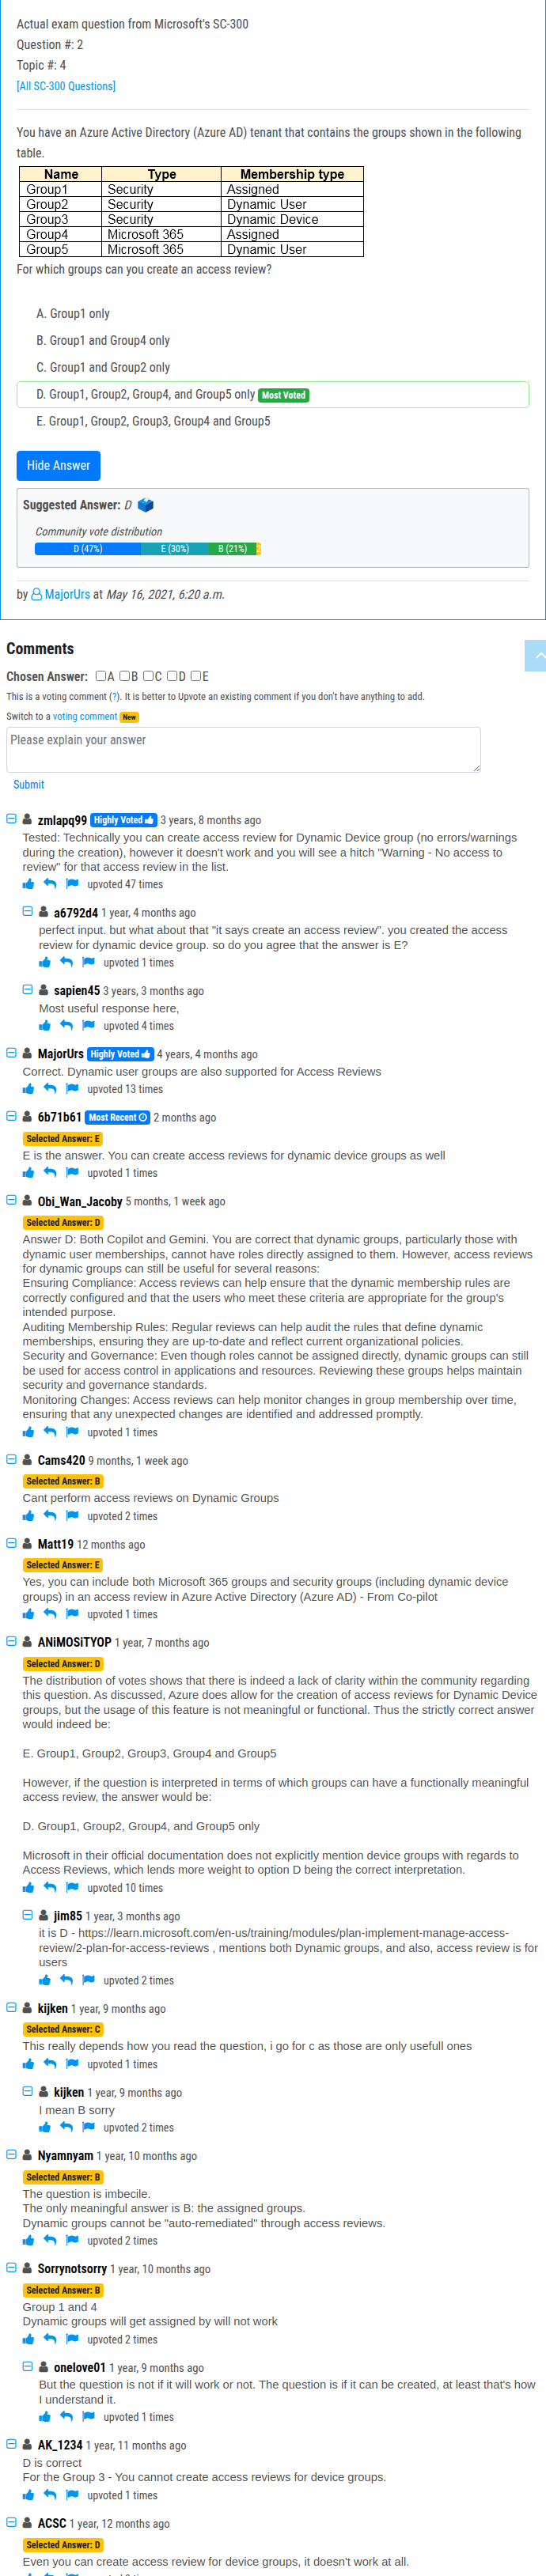 Actual exam question from Microsoft's SC-300
Question #: 2
Topic #: 4
[All SC-300 Questions]
You have an Azure Active Directory (Azure AD) tenant that contains the groups shown in the following
table.
Name Type Membership type
Group1 Security Assigned
Group2 Security Dynamic User
Group3 Security Dynamic Device
Group4 Microsoft 365 Assigned
Group5 Microsoft 365 Dynamic User
For which groups can you create an access review?
A. Group1 only
B. Group1 and Group4 only
C. Group1 and Group2 only
D. Group1, Group2, Group4, and Group5 only Most Voted
E. Group1, Group2, Group3, Group4 and Group5
Hide Answer
Suggested Answer: D
Community vote distribution
D (47%) E (30%) B (21%)
by MajorUrs at May 16, 2021, 6:20 a.m.
Comments
Chosen Answer: A B C D E
This is a voting comment (?). It is better to Upvote an existing comment if you don't have anything to add.
Switch to a voting comment New
Please explain your answer
Submit
zmlapq99 Highly Voted 3 years, 8 months ago
Tested: Technically you can create access review for Dynamic Device group (no errors/warnings
during the creation), however it doesn't work and you will see a hitch "Warning - No access to
review" for that access review in the list.
upvoted 47 times
a6792d4 1 year, 4 months ago
perfect input. but what about that "it says create an access review". you created the access
review for dynamic device group. so do you agree that the answer is E?
upvoted 1 times
sapien45 3 years, 3 months ago
Most useful response here,
upvoted 4 times
MajorUrs Highly Voted 4 years, 4 months ago
Correct. Dynamic user groups are also supported for Access Reviews
upvoted 13 times
6b71b61 Most Recent 2 months ago
Selected Answer: E
E is the answer. You can create access reviews for dynamic device groups as well
upvoted 1 times
Obi_Wan_Jacoby 5 months, 1 week ago
Selected Answer: D
Answer D: Both Copilot and Gemini. You are correct that dynamic groups, particularly those with
dynamic user memberships, cannot have roles directly assigned to them. However, access reviews
for dynamic groups can still be useful for several reasons:
Ensuring Compliance: Access reviews can help ensure that the dynamic membership rules are
correctly configured and that the users who meet these criteria are appropriate for the group's
intended purpose.
Auditing Membership Rules: Regular reviews can help audit the rules that define dynamic
memberships, ensuring they are up-to-date and reflect current organizational policies.
Security and Governance: Even though roles cannot be assigned directly, dynamic groups can still
be used for access control in applications and resources. Reviewing these groups helps maintain
security and governance standards.
Monitoring Changes: Access reviews can help monitor changes in group membership over time,
ensuring that any unexpected changes are identified and addressed promptly.
upvoted 1 times
Cams420 9 months, 1 week ago
Selected Answer: B
Cant perform access reviews on Dynamic Groups
upvoted 2 times
Matt19 12 months ago
Selected Answer: E
Yes, you can include both Microsoft 365 groups and security groups (including dynamic device
groups) in an access review in Azure Active Directory (Azure AD) - From Co-pilot
upvoted 1 times
ANiMOSiTYOP 1 year, 7 months ago
Selected Answer: D
The distribution of votes shows that there is indeed a lack of clarity within the community regarding
this question. As discussed, Azure does allow for the creation of access reviews for Dynamic Device
groups, but the usage of this feature is not meaningful or functional. Thus the strictly correct answer
would indeed be:
E. Group1, Group2, Group3, Group4 and Group5
However, if the question is interpreted in terms of which groups can have a functionally meaningful
access review, the answer would be:
D. Group1, Group2, Group4, and Group5 only
Microsoft in their official documentation does not explicitly mention device groups with regards to
Access Reviews, which lends more weight to option D being the correct interpretation.
upvoted 10 times
jim85 1 year, 3 months ago
it is D - https://learn.microsoft.com/en-us/training/modules/plan-implement-manage-access-
review/2-plan-for-access-reviews , mentions both Dynamic groups, and also, access review is for
users
upvoted 2 times
kijken 1 year, 9 months ago
Selected Answer: C
This really depends how you read the question, i go for c as those are only usefull ones
upvoted 1 times
kijken 1 year, 9 months ago
I mean B sorry
upvoted 2 times
Nyamnyam 1 year, 10 months ago
Selected Answer: B
The question is imbecile.
The only meaningful answer is B: the assigned groups.
Dynamic groups cannot be "auto-remediated" through access reviews.
upvoted 2 times
Sorrynotsorry 1 year, 10 months ago
Selected Answer: B
Group 1 and 4
Dynamic groups will get assigned by will not work
upvoted 2 times
onelove01 1 year, 9 months ago
But the question is not if it will work or not. The question is if it can be created, at least that's how
I understand it.
upvoted 1 times
AK_1234 1 year, 11 months ago
D is correct
For the Group 3 - You cannot create access reviews for device groups.
upvoted 1 times
ACSC 1 year, 12 months ago
Selected Answer: D
Even you can create access review for device groups, it doesn't work at all.